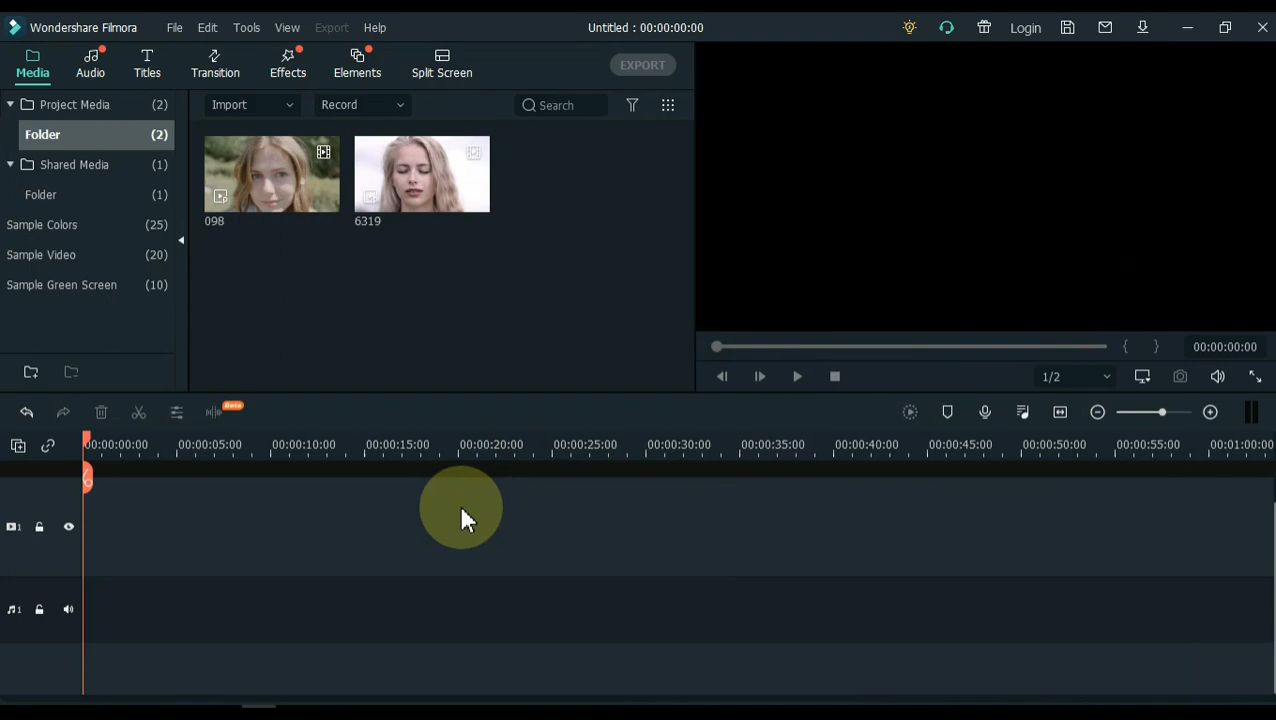 Wondershare Filmora File Edit Tools View Export Help Untitled : 00:00:00:00 Login
Media Audio Titles Transition Effects Elements Split Screen EXPORT
Project Media (2) Import Record Search
Folder (2)
Shared Media (1)
Folder (1)
098 6319
Sample Colors (25)
Sample Video (20)
Sample Green Screen (10)
{ } 00:00:00:00
1/2
Beta
00:00:00:00 00:00:05:00 00:00:10:00 00:00:15:00 00:00:20:00 00:00:25:00 00:00:30:00 00:00:35:00 00:00:40:00 00:00:45:00 00:00:50:00 00:00:55:00 00:01:00:00
1
1